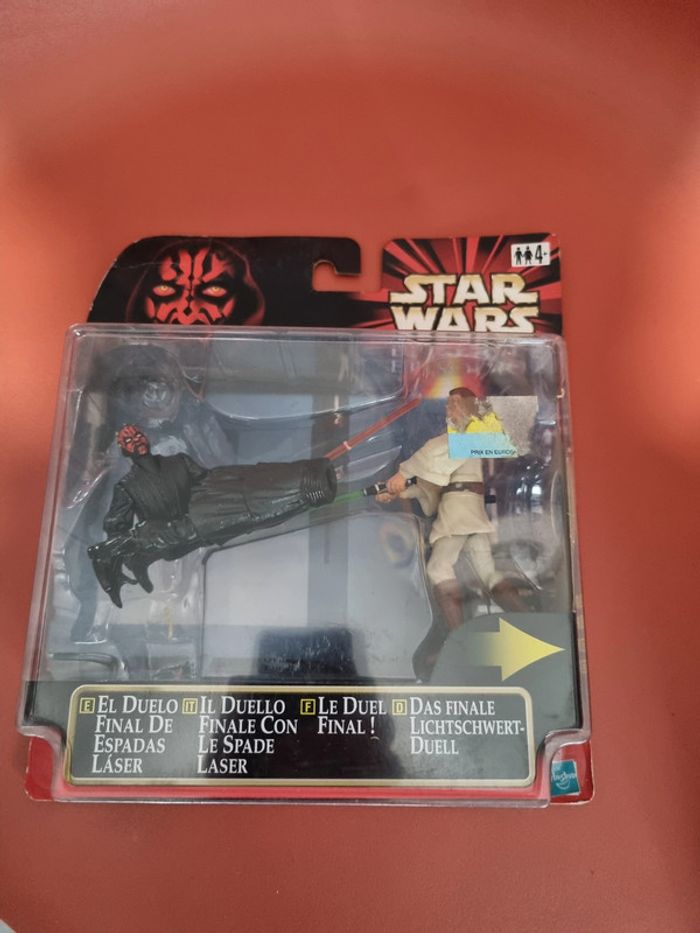 4+
STAR
WARS
PRIX EN EUROS
E EL DUELO
FINAL DE
ESPADAS
LÁSER
IT IL DUELLO
FINALE CON
LE SPADE
LASER
F LE DUEL
FINAL !
D DAS FINALE
LICHTSCHWERT-
DUELL
Hasbro